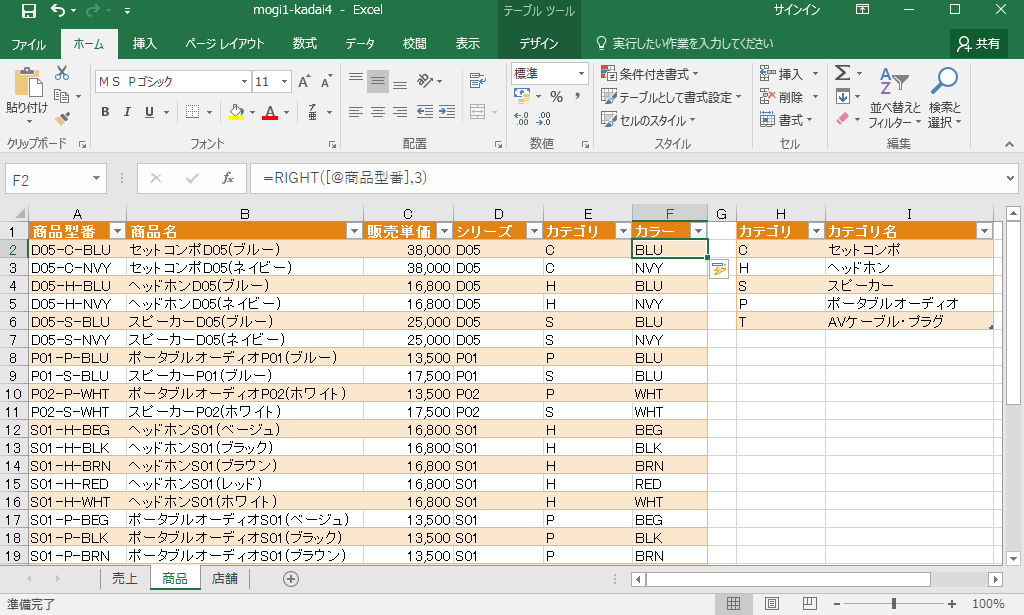 mogi1-kadai4 - Excel
テーブル ツール
サインイン
ファイル ホーム 挿入 ページ レイアウト 数式 データ 校閲 表示 デザイン 実行したい作業を入力してください 共有
貼り付け
ＭＳ Ｐゴシック 11
B I U
標準
条件付き書式
テーブルとして書式設定
セルのスタイル
挿入
削除
書式
並べ替えと フィルター
検索と 選択
クリップボード フォント 配置 数値 スタイル セル 編集
F2 fx =RIGHT([@商品型番],3)
A B C D E F G H I
1 商品型番 商品名 販売単価 シリーズ カテゴリ カラー カテゴリ カテゴリ名
2 D05-C-BLU セットコンポD05(ブルー) 38,000 D05 C BLU C セットコンポ
3 D05-C-NVY セットコンポD05(ネイビー) 38,000 D05 C NVY H ヘッドホン
4 D05-H-BLU ヘッドホンD05(ブルー) 16,800 D05 H BLU S スピーカー
5 D05-H-NVY ヘッドホンD05(ネイビー) 16,800 D05 H NVY P ポータブルオーディオ
6 D05-S-BLU スピーカーD05(ブルー) 25,000 D05 S BLU T AVケーブル・プラグ
7 D05-S-NVY スピーカーD05(ネイビー) 25,000 D05 S NVY
8 P01-P-BLU ポータブルオーディオP01(ブルー) 13,500 P01 P BLU
9 P01-S-BLU スピーカーP01(ブルー) 17,500 P01 S BLU
10 P02-P-WHT ポータブルオーディオP02(ホワイト) 13,500 P02 P WHT
11 P02-S-WHT スピーカーP02(ホワイト) 17,500 P02 S WHT
12 S01-H-BEG ヘッドホンS01(ベージュ) 16,800 S01 H BEG
13 S01-H-BLK ヘッドホンS01(ブラック) 16,800 S01 H BLK
14 S01-H-BRN ヘッドホンS01(ブラウン) 16,800 S01 H BRN
15 S01-H-RED ヘッドホンS01(レッド) 16,800 S01 H RED
16 S01-H-WHT ヘッドホンS01(ホワイト) 16,800 S01 H WHT
17 S01-P-BEG ポータブルオーディオS01(ベージュ) 13,500 S01 P BEG
18 S01-P-BLK ポータブルオーディオS01(ブラック) 13,500 S01 P BLK
19 S01-P-BRN ポータブルオーディオS01(ブラウン) 13,500 S01 P BRN
売上 商品 店舗
準備完了 100%